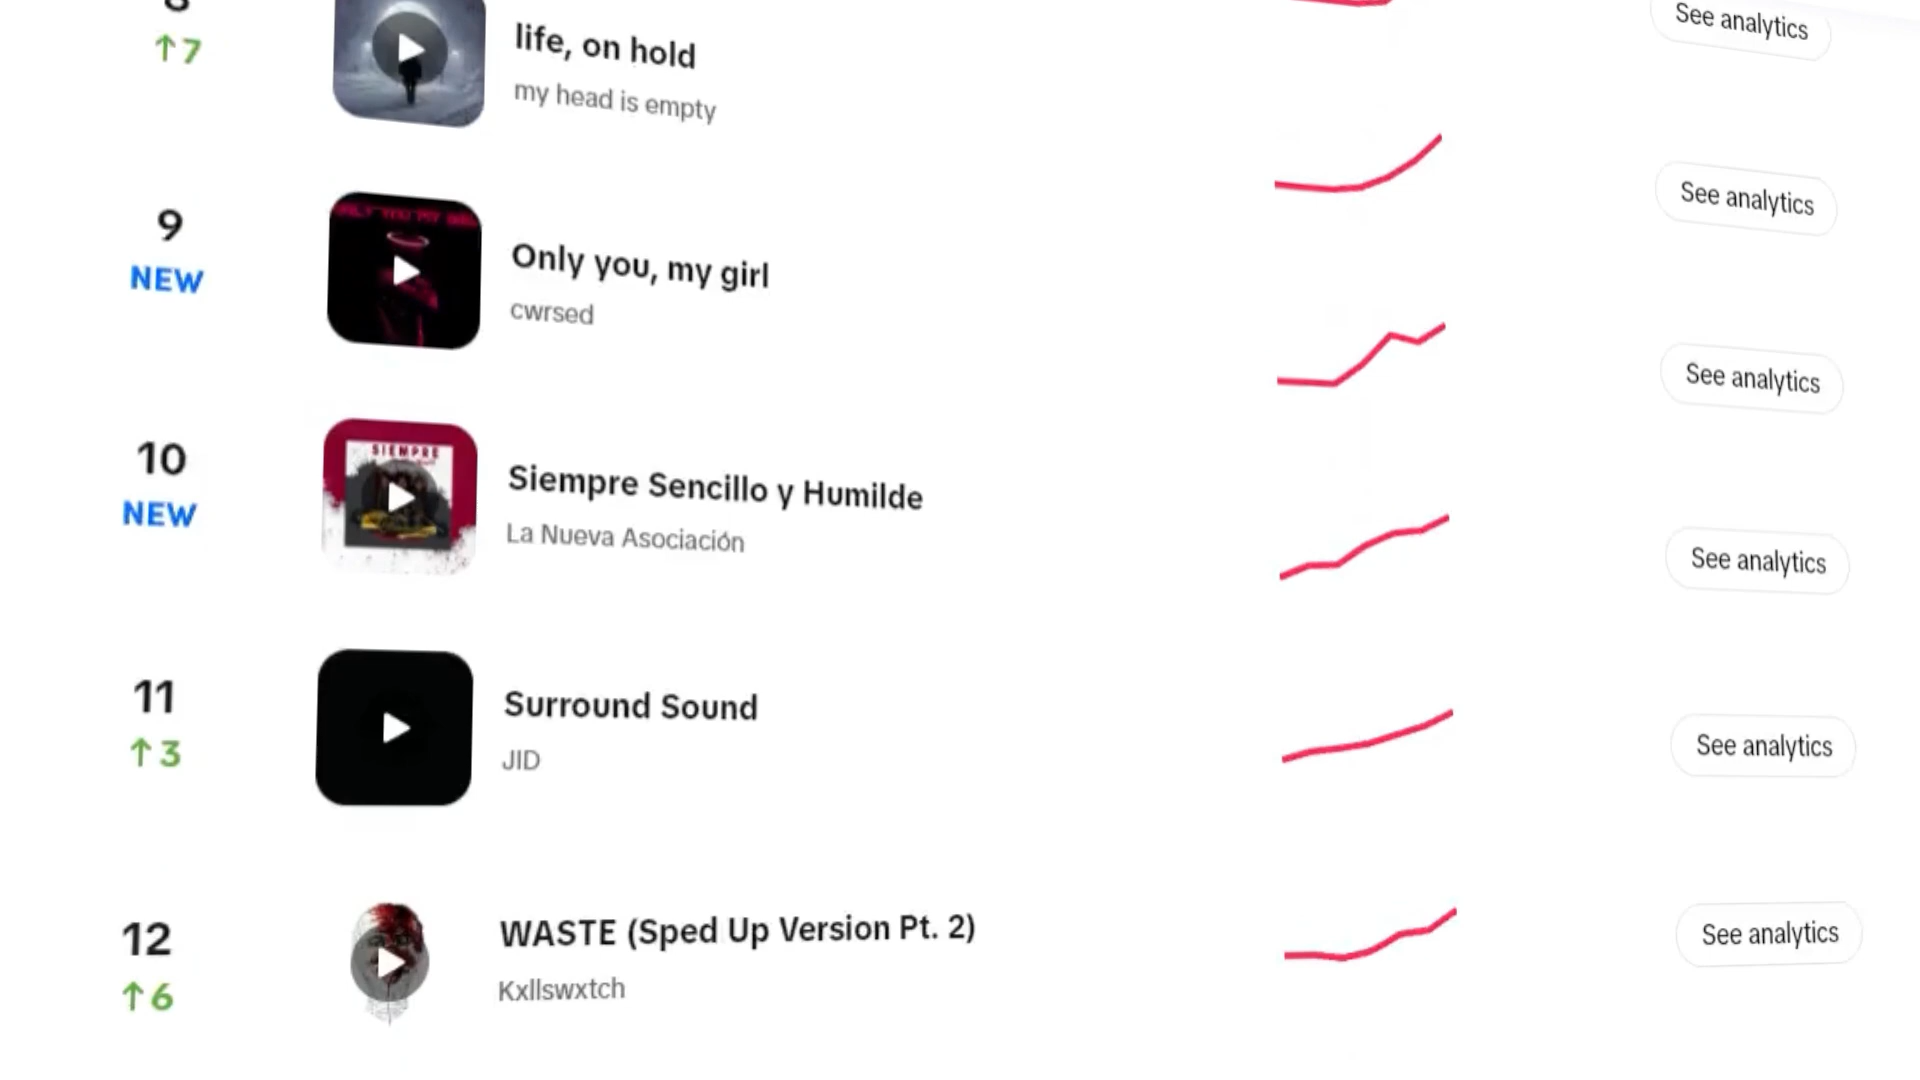 8
↑7
life, on hold
my head is empty
See analytics
See analytics
9
NEW
Only you, my girl
cwrsed
See analytics
10
NEW
SIEMPRE
Siempre Sencillo y Humilde
La Nueva Asociación
See analytics
11
↑3
Surround Sound
JID
See analytics
12
↑6
WASTE (Sped Up Version Pt. 2)
Kxllswxtch
See analytics